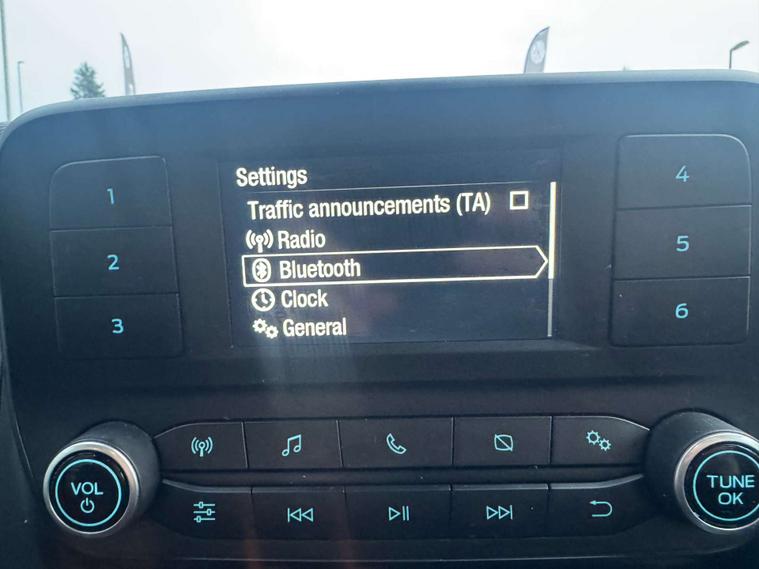 Settings
Traffic announcements (TA)
Radio
Bluetooth
Clock
General
1
2
3
4
5
6
VOL
TUNE
OK